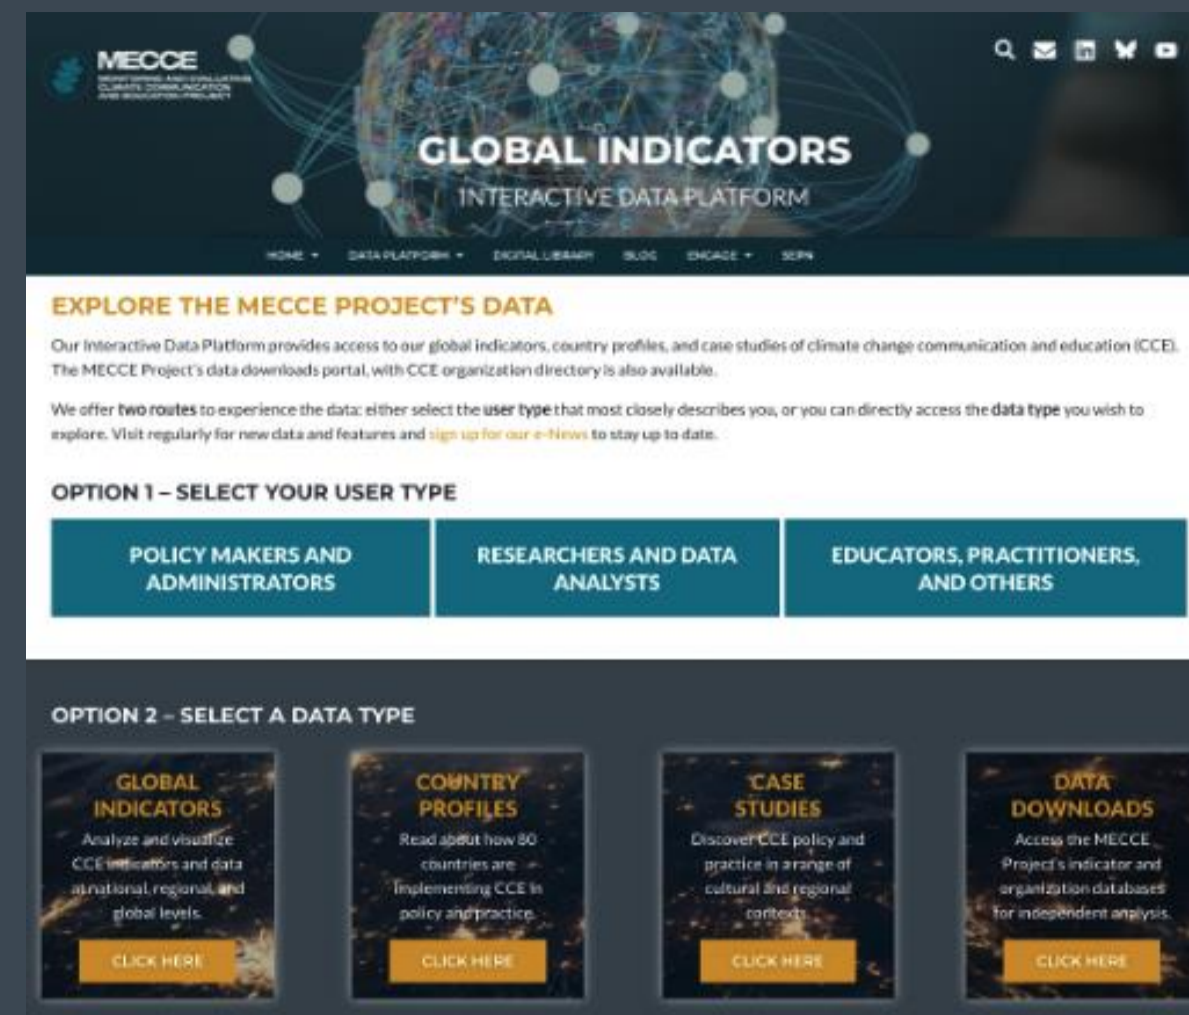 MECCE
MONITORING AND EVALUATING
CLIMATE COMMUNICATION
AND EDUCATION PROJECT
GLOBAL INDICATORS
INTERACTIVE DATA PLATFORM
HOME DATA PLATFORM DIGITAL LIBRARY BLOG ENGAGE SEPN
EXPLORE THE MECCE PROJECT'S DATA
Our Interactive Data Platform provides access to our global indicators, country profiles, and case studies of climate change communication and education (CCE).
The MECCE Project's data downloads portal, with CCE organization directory is also available.
We offer two routes to experience the data: either select the user type that most closely describes you, or you can directly access the data type you wish to
explore. Visit regularly for new data and features and sign up for our e-News to stay up to date.
OPTION 1 – SELECT YOUR USER TYPE
POLICY MAKERS AND
ADMINISTRATORS
RESEARCHERS AND DATA
ANALYSTS
EDUCATORS, PRACTITIONERS,
AND OTHERS
OPTION 2 – SELECT A DATA TYPE
GLOBAL
INDICATORS
Analyze and visualize
CCE indicators and data
at national, regional, and
global levels.
CLICK HERE
COUNTRY
PROFILES
Read about how 80
countries are
implementing CCE in
policy and practice.
CLICK HERE
CASE
STUDIES
Discover CCE policy and
practice in a range of
cultural and regional
contexts.
CLICK HERE
DATA
DOWNLOADS
Access the MECCE
Project's indicator and
organization databases
for independent analysis.
CLICK HERE